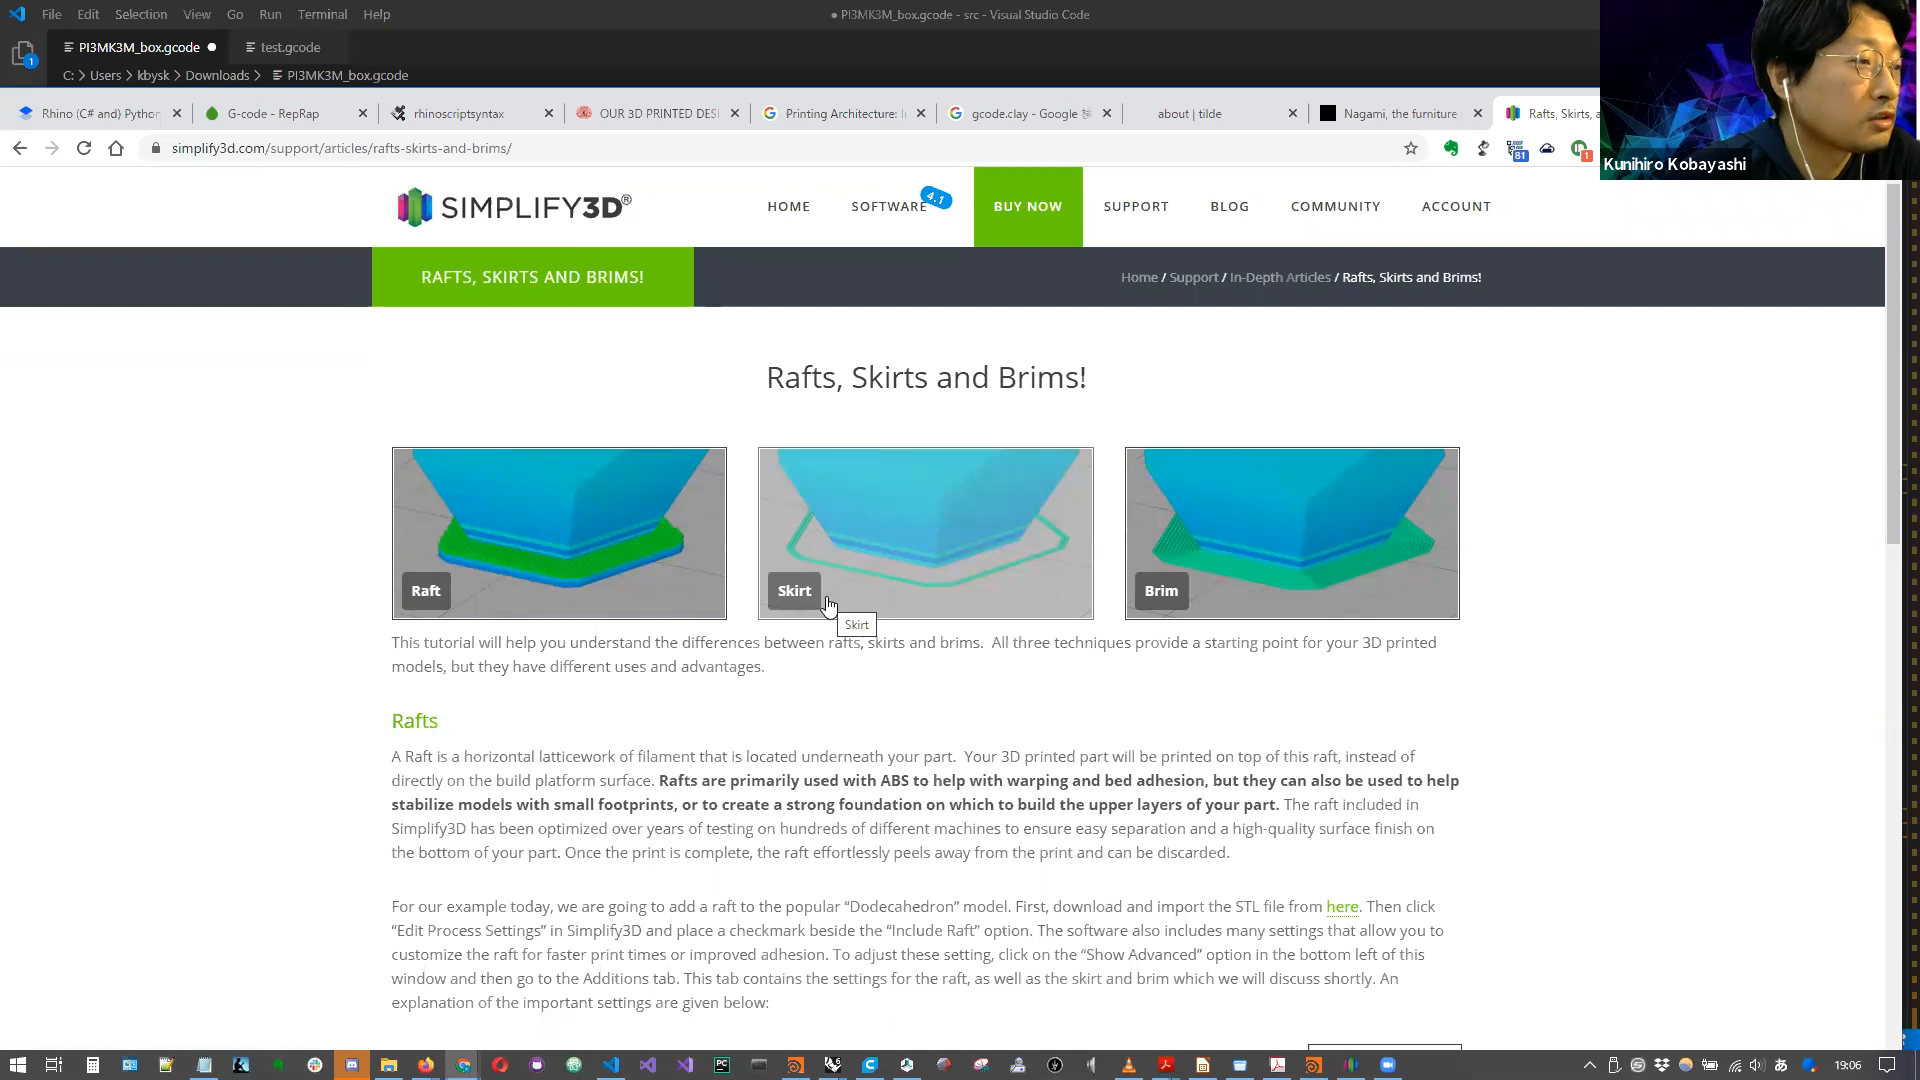 File Edit Selection View Go Run Terminal Help
● PI3MK3M_box.gcode - src - Visual Studio Code
PI3MK3M_box.gcode ●
test.gcode
1
C: > Users > kbysk > Downloads > PI3MK3M_box.gcode
Rhino (C# and) Python
G-code - RepRap
rhinoscriptsyntax
OUR 3D PRINTED DES
Printing Architecture: I
gcode.clay - Google
about | tilde
Nagami, the furniture
Rafts, Skirts, a
simplify3d.com/support/articles/rafts-skirts-and-brims/
81
1
Kunihiro Kobayashi
SIMPLIFY3D®
HOME
SOFTWARE
4.1
BUY NOW
SUPPORT
BLOG
COMMUNITY
ACCOUNT
RAFTS, SKIRTS AND BRIMS!
Home / Support / In-Depth Articles / Rafts, Skirts and Brims!
Rafts, Skirts and Brims!
Raft
Skirt
Brim
Skirt
This tutorial will help you understand the differences between rafts, skirts and brims. All three techniques provide a starting point for your 3D printed
models, but they have different uses and advantages.
Rafts
A Raft is a horizontal latticework of filament that is located underneath your part. Your 3D printed part will be printed on top of this raft, instead of
directly on the build platform surface. Rafts are primarily used with ABS to help with warping and bed adhesion, but they can also be used to help
stabilize models with small footprints, or to create a strong foundation on which to build the upper layers of your part. The raft included in
Simplify3D has been optimized over years of testing on hundreds of different machines to ensure easy separation and a high-quality surface finish on
the bottom of your part. Once the print is complete, the raft effortlessly peels away from the print and can be discarded.
For our example today, we are going to add a raft to the popular “Dodecahedron” model. First, download and import the STL file from here. Then click
“Edit Process Settings” in Simplify3D and place a checkmark beside the “Include Raft” option. The software also includes many settings that allow you to
customize the raft for faster print times or improved adhesion. To adjust these setting, click on the “Show Advanced” option in the bottom left of this
window and then go to the Additions tab. This tab contains the settings for the raft, as well as the skirt and brim which we will discuss shortly. An
explanation of the important settings are given below:
あ
19:06